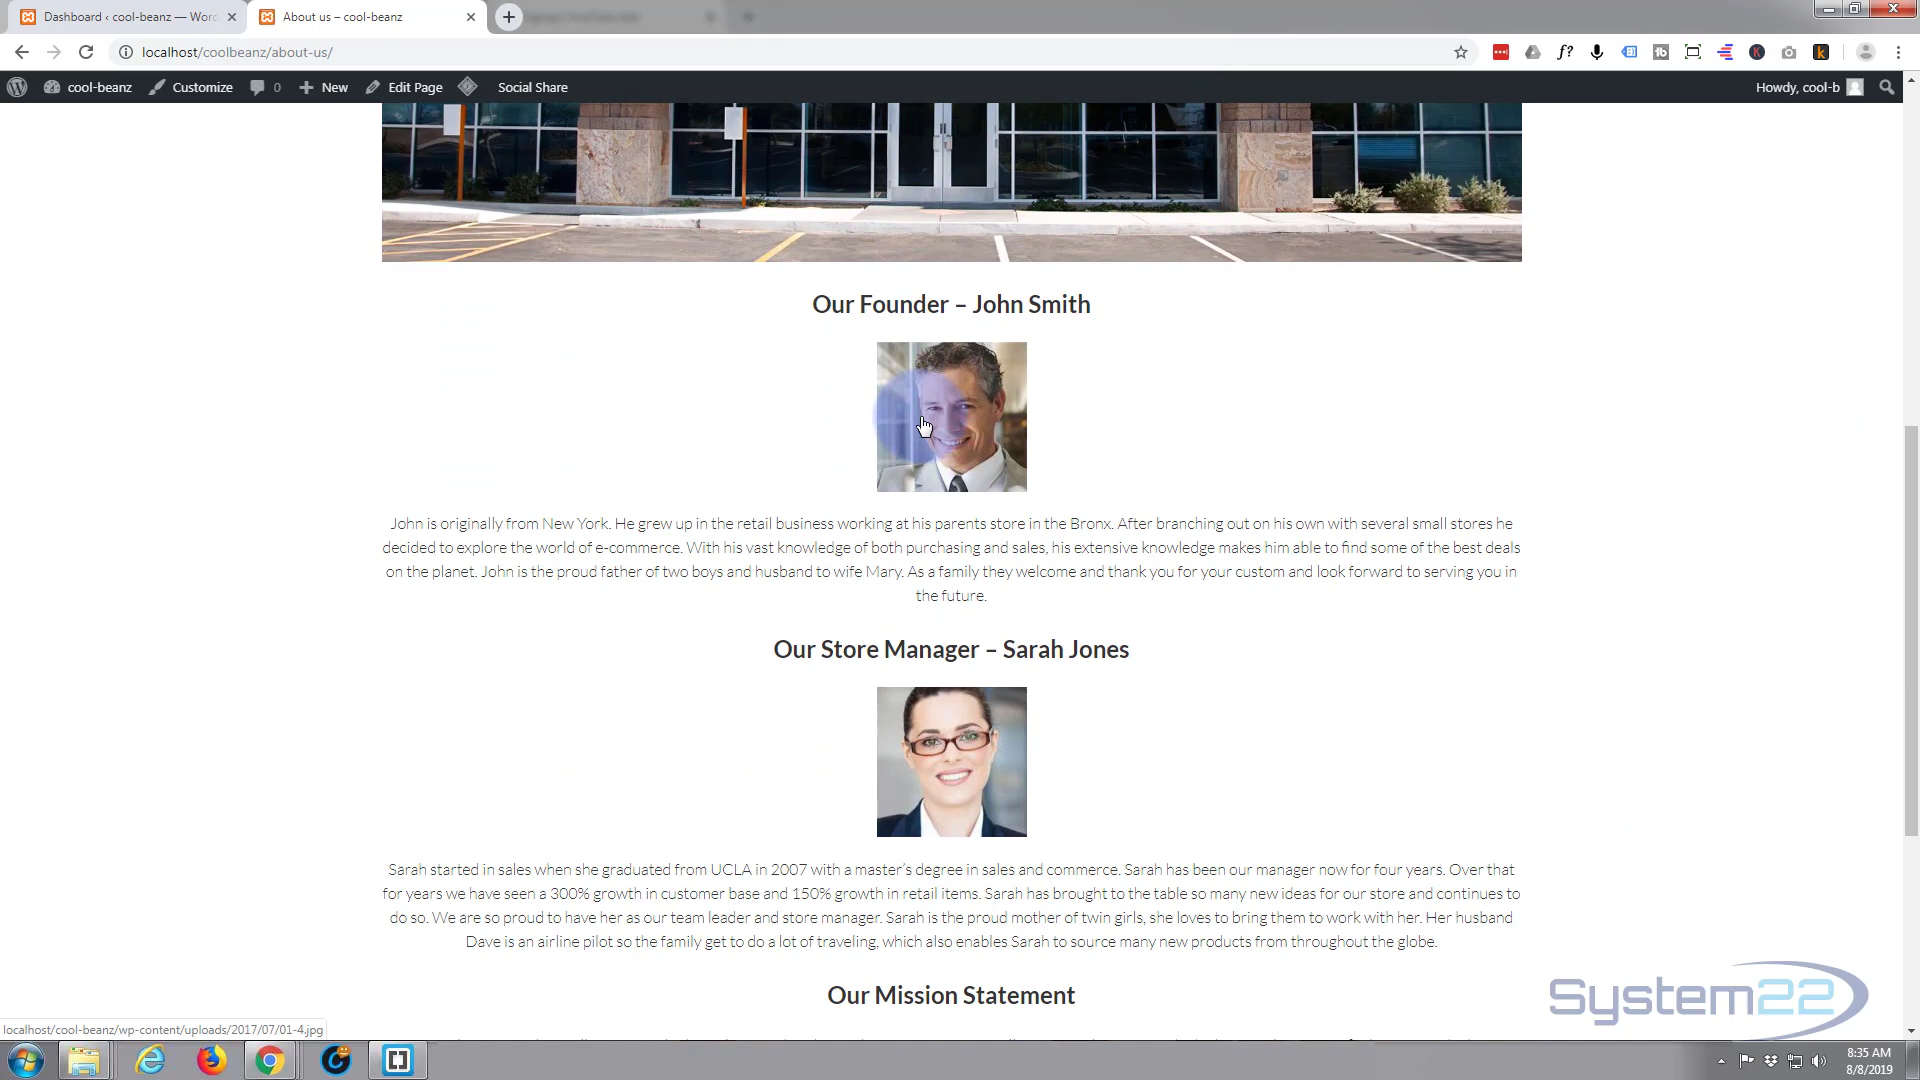 Dashboard ‹ cool-beanz — Word
About us – cool-beanz
localhost/coolbeanz/about-us/
cool-beanz
Customize
0
New
Edit Page
Social Share
Howdy, cool-b
Our Founder – John Smith
John is originally from New York. He grew up in the retail business working at his parents store in the Bronx. After branching out on his own with several small stores he
decided to explore the world of e-commerce. With his vast knowledge of both purchasing and sales, his extensive knowledge makes him able to find some of the best deals
on the planet. John is the proud father of two boys and husband to wife Mary. As a family they welcome and thank you for your custom and look forward to serving you in
the future.
Our Store Manager – Sarah Jones
Sarah started in sales when she graduated from UCLA in 2007 with a master’s degree in sales and commerce. Sarah has been our manager now for four years. Over that
for years we have seen a 300% growth in customer base and 150% growth in retail items. Sarah has brought to the table so many new ideas for our store and continues to
do so. We are so proud to have her as our team leader and store manager. Sarah is the proud mother of twin girls, she loves to bring them to work with her. Her husband
Dave is an airline pilot so the family get to do a lot of traveling, which also enables Sarah to source many new products from throughout the globe.
Our Mission Statement
System22
localhost/cool-beanz/wp-content/uploads/2017/07/01-4.jpg
8:35 AM
8/8/2019